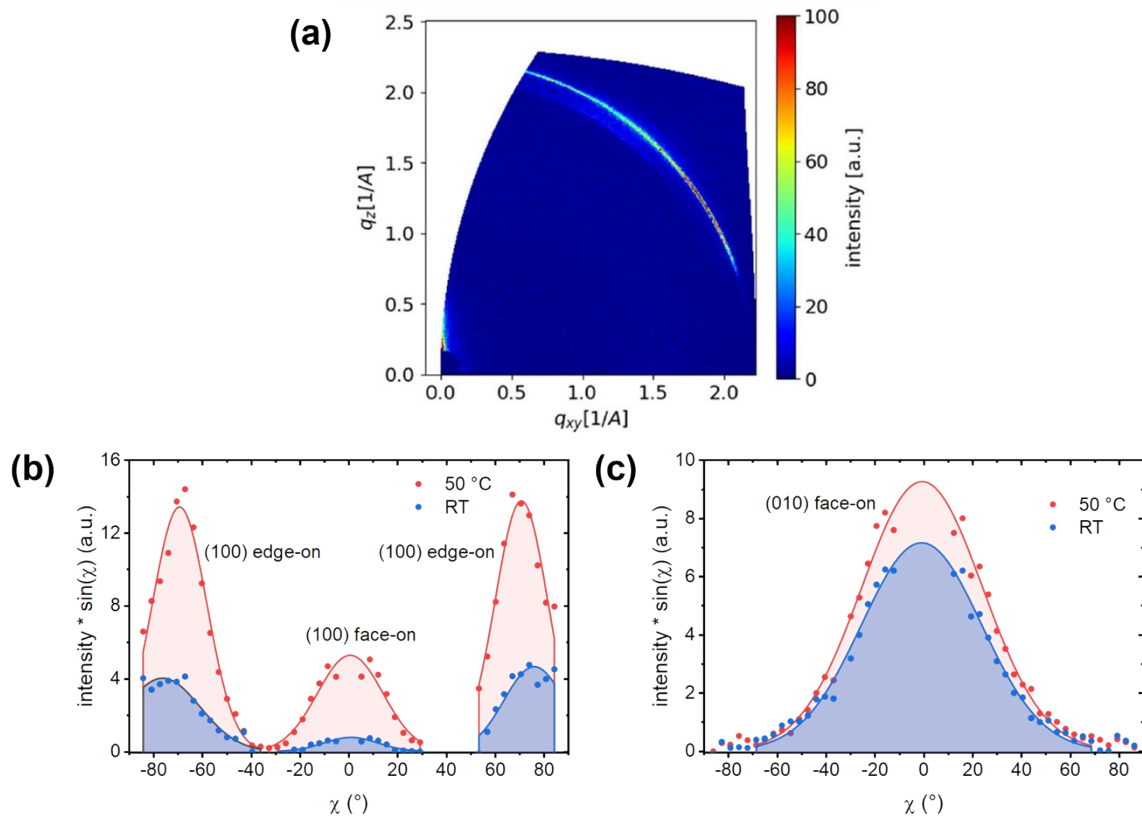 (a)
2.5
2.0
1.5
1.0
0.5
0.0
q_z[1/A]
0.0 0.5 1.0 1.5 2.0
q_xy[1/A]
100
80
60
40
20
0
intensity [a.u.]
(b)
16
12
8
4
0
intensity * sin(χ) (a.u.)
50 °C
RT
(100) edge-on
(100) edge-on
(100) face-on
-80 -60 -40 -20 0 20 40 60 80
χ (°)
(c)
10
8
6
4
2
0
intensity * sin(χ) (a.u.)
(010) face-on
50 °C
RT
-80 -60 -40 -20 0 20 40 60 80
χ (°)